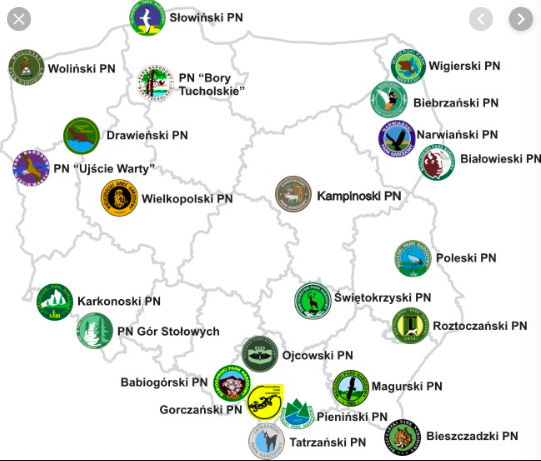 Słowiński PN
Woliński PN
PN “Bory
Tucholskie”
Wigierski PN
Biebrzański PN
Drawieński PN
Narwiański PN
Białowieski PN
PN “Ujście Warty”
Wielkopolski PN
Kampinoski PN
Poleski PN
Karkonoski PN
Świętokrzyski PN
PN Gór Stołowych
Roztoczański PN
Ojcowski PN
Babiogórski PN
Magurski PN
Gorczański PN
Pieniński PN
Tatrzański PN
Bieszczadzki PN